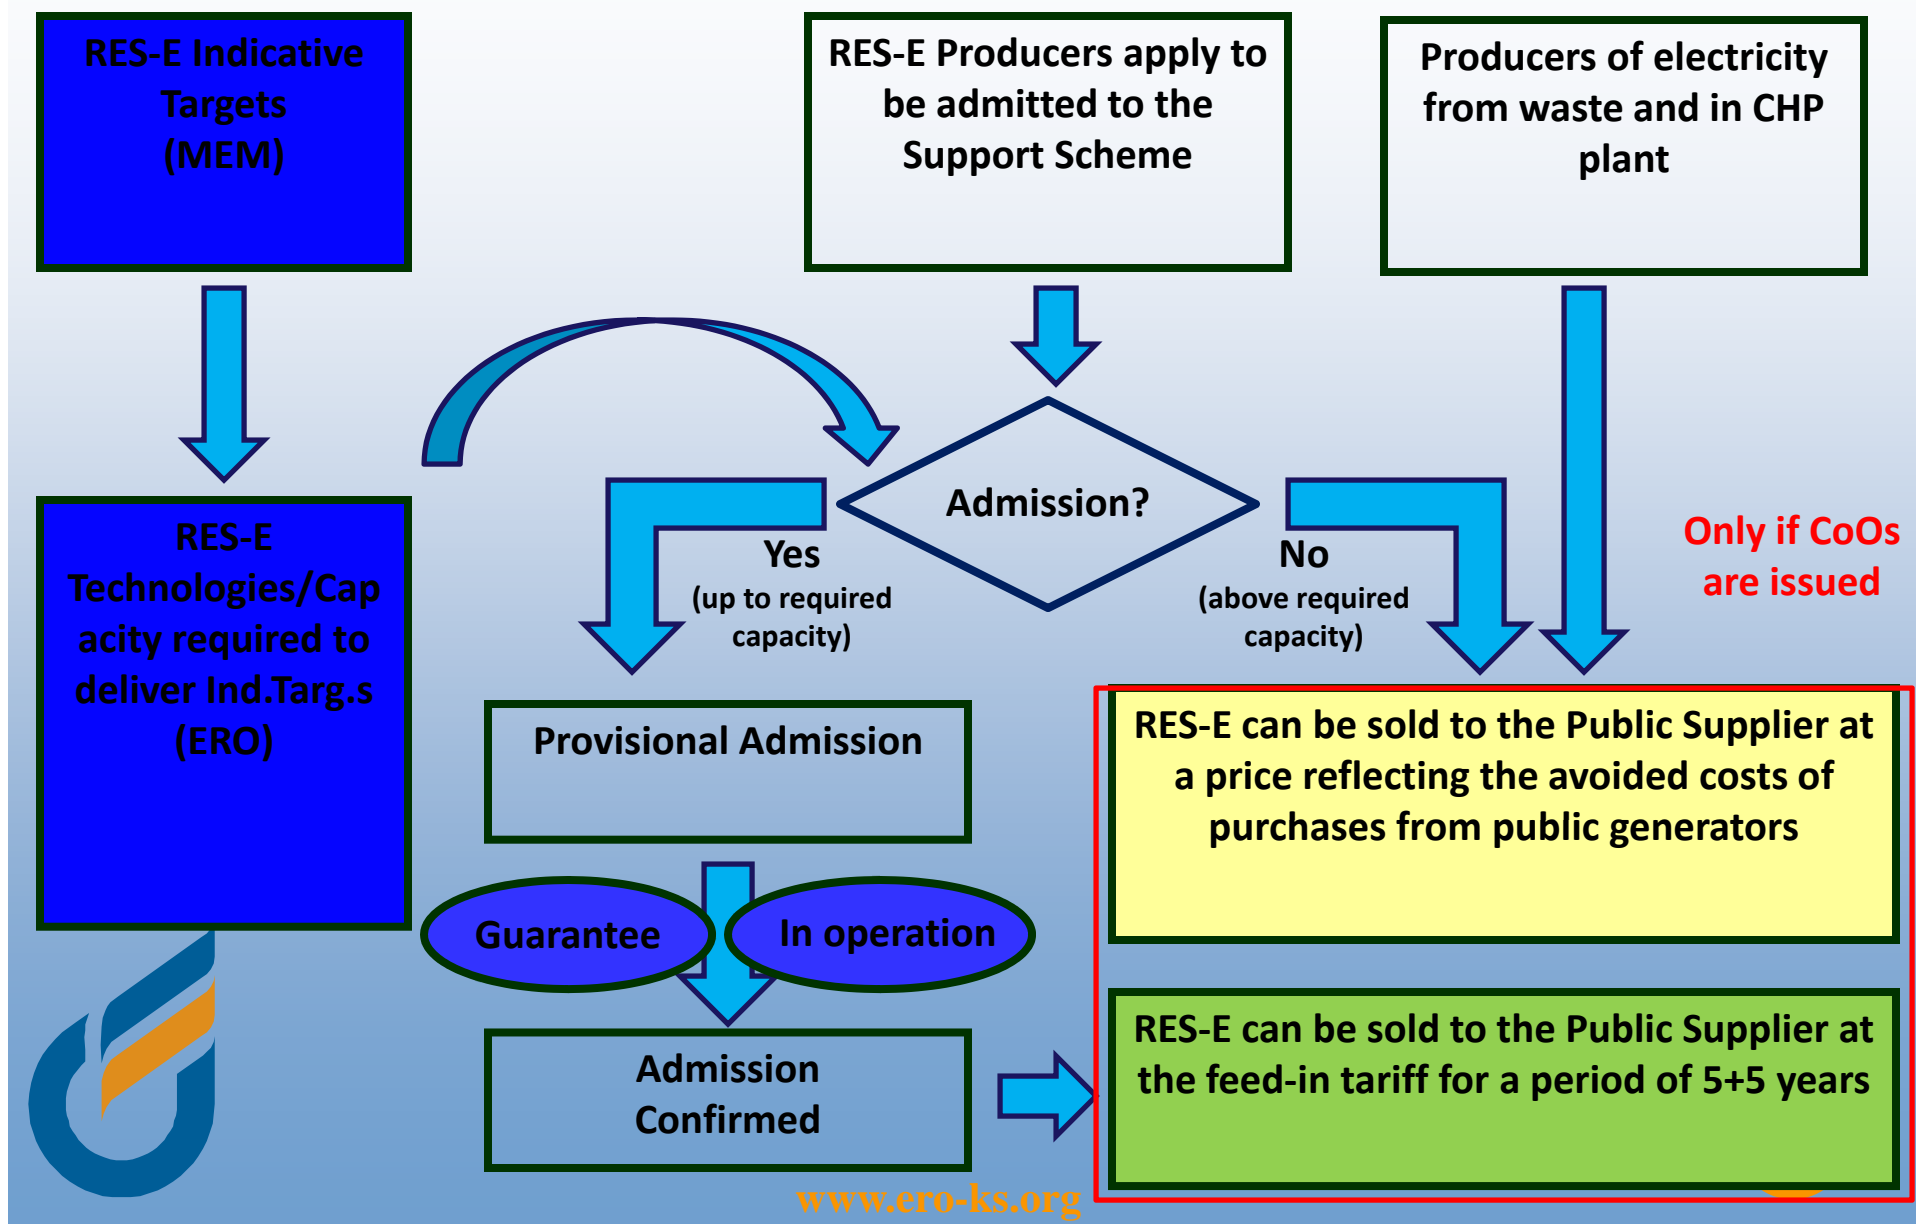 RES-E Indicative
Targets
(MEM)
RES-E Producers apply to
be admitted to the
Support Scheme
Producers of electricity
from waste and in CHP
plant
RES-E
Technologies/Cap
acity required to
deliver Ind.Targ.s
(ERO)
Admission?
Yes
(up to required
capacity)
No
(above required
capacity)
Only if CoOs
are issued
Provisional Admission
RES-E can be sold to the Public Supplier at
a price reflecting the avoided costs of
purchases from public generators
Guarantee
In operation
Admission
Confirmed
RES-E can be sold to the Public Supplier at
the feed-in tariff for a period of 5+5 years
www.ero-ks.org